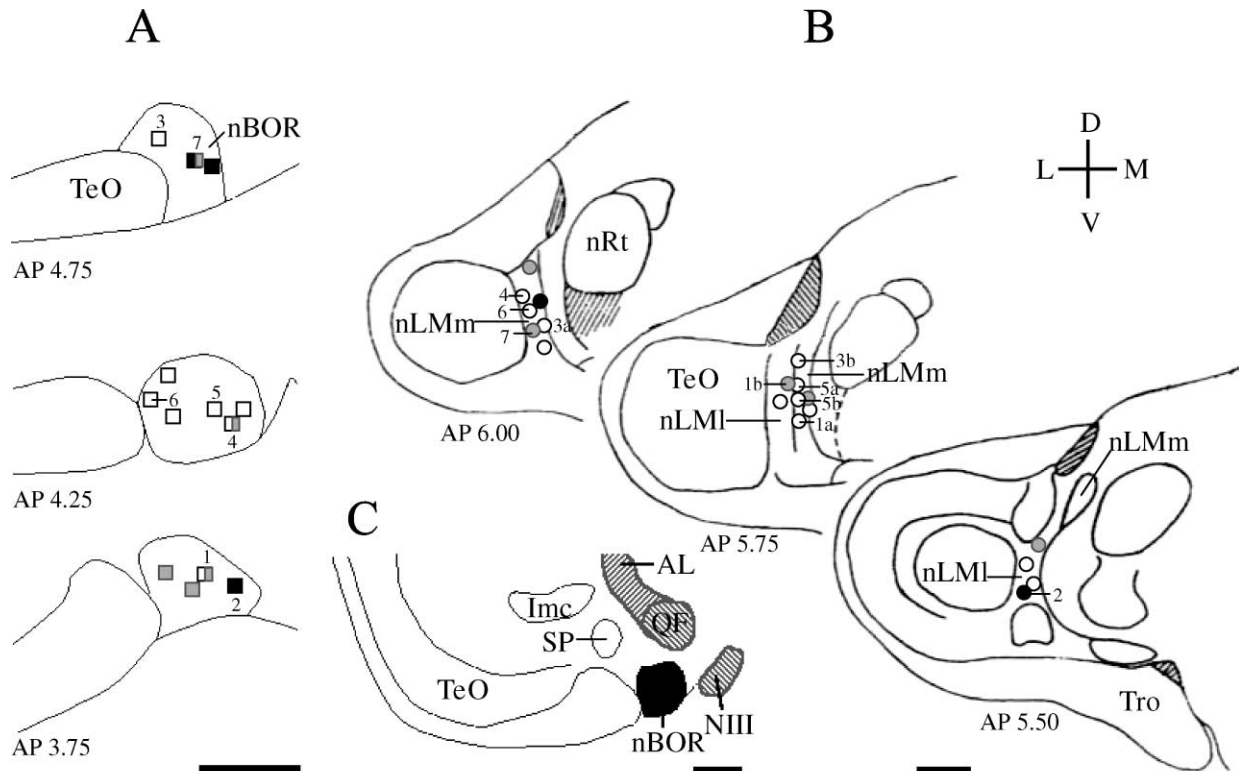 A
3
7
nBOR
TeO
AP 4.75
6
5
4
AP 4.25
1
2
AP 3.75
B
D
L M
V
nRt
4
6
nLMm
3a
7
AP 6.00
TeO
3b
1b
nLMm
5a
5b
nLMl
1a
AP 5.75
nLMm
nLMl
2
Tro
AP 5.50
C
AL
Imc
QF
SP
TeO
nBOR
NIII